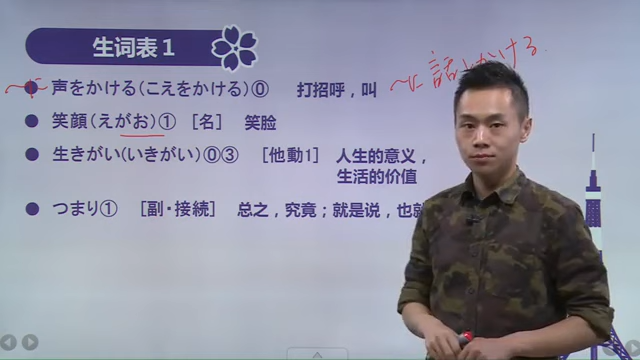 生词表1
～に 声をかける(こえをかける)⓪ 打招呼，叫
～に 話しかける
笑顔(えがお)① [名] 笑脸
生きがい(いきがい)⓪③ [他動1] 人生的意义，
生活的价值
つまり① [副·接続] 总之，究竟；就是说，也就